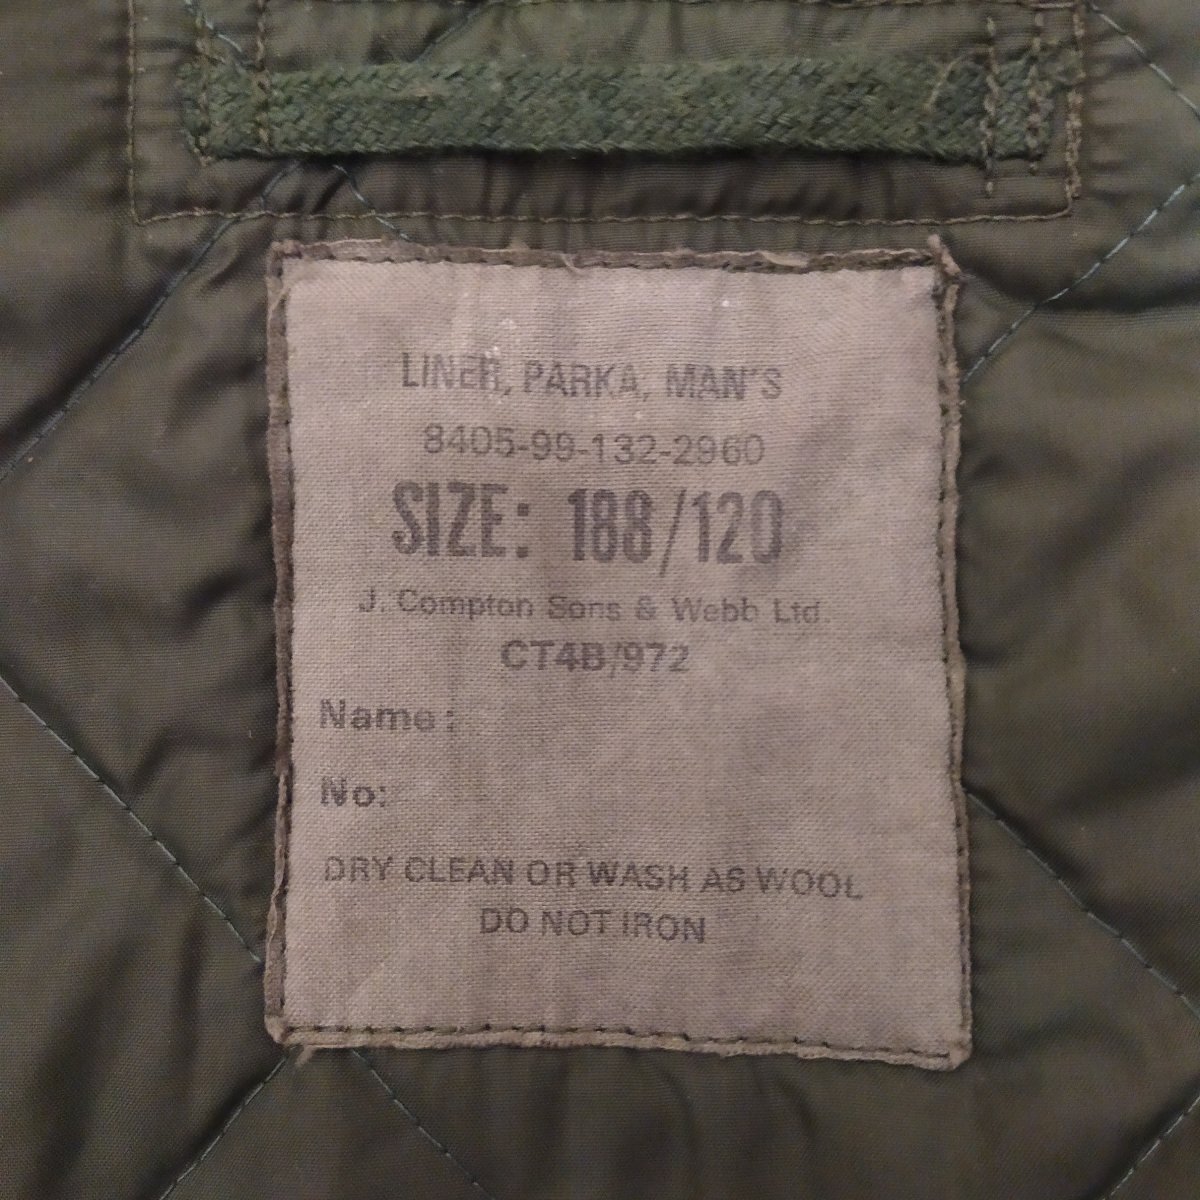 LINER, PARKA, MAN'S
8405-99-132-2960
SIZE: 188/120
J. Compton Sons & Webb Ltd.
CT4B/972
Name:
No:
DRY CLEAN OR WASH AS WOOL
DO NOT IRON